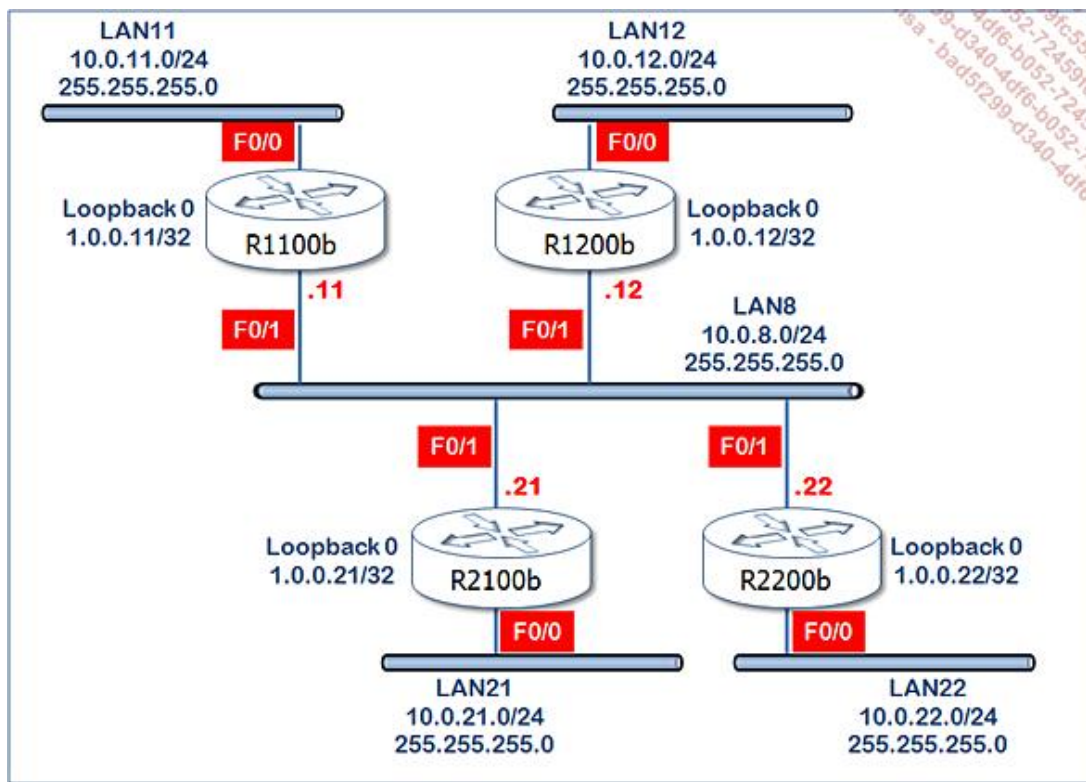 LAN11
10.0.11.0/24
255.255.255.0
LAN12
10.0.12.0/24
255.255.255.0
F0/0
F0/0
Loopback 0
1.0.0.11/32
R1100b
R1200b
Loopback 0
1.0.0.12/32
.11
.12
F0/1
F0/1
LAN8
10.0.8.0/24
255.255.255.0
F0/1
F0/1
.21
.22
Loopback 0
1.0.0.21/32
R2100b
R2200b
Loopback 0
1.0.0.22/32
F0/0
F0/0
LAN21
10.0.21.0/24
255.255.255.0
LAN22
10.0.22.0/24
255.255.255.0